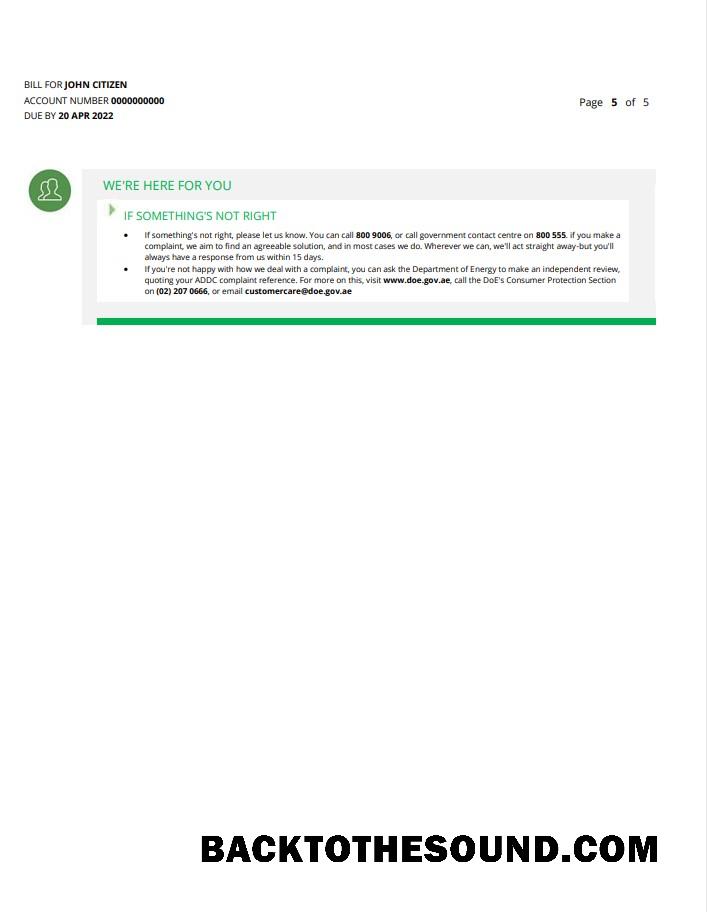 BILL FOR JOHN CITIZEN
ACCOUNT NUMBER 0000000000
DUE BY 20 APR 2022
Page 5 of 5
WE'RE HERE FOR YOU
IF SOMETHING'S NOT RIGHT
• If something's not right, please let us know. You can call 800 9006, or call government contact centre on 800 555. if you make a
complaint, we aim to find an agreeable solution, and in most cases we do. Wherever we can, we'll act straight away-but you'll
always have a response from us within 15 days.
• If you're not happy with how we deal with a complaint, you can ask the Department of Energy to make an independent review,
quoting your ADDC complaint reference. For more on this, visit www.doe.gov.ae, call the DoE's Consumer Protection Section
on (02) 207 0666, or email customercare@doe.gov.ae
BACKTOTHESOUND.COM